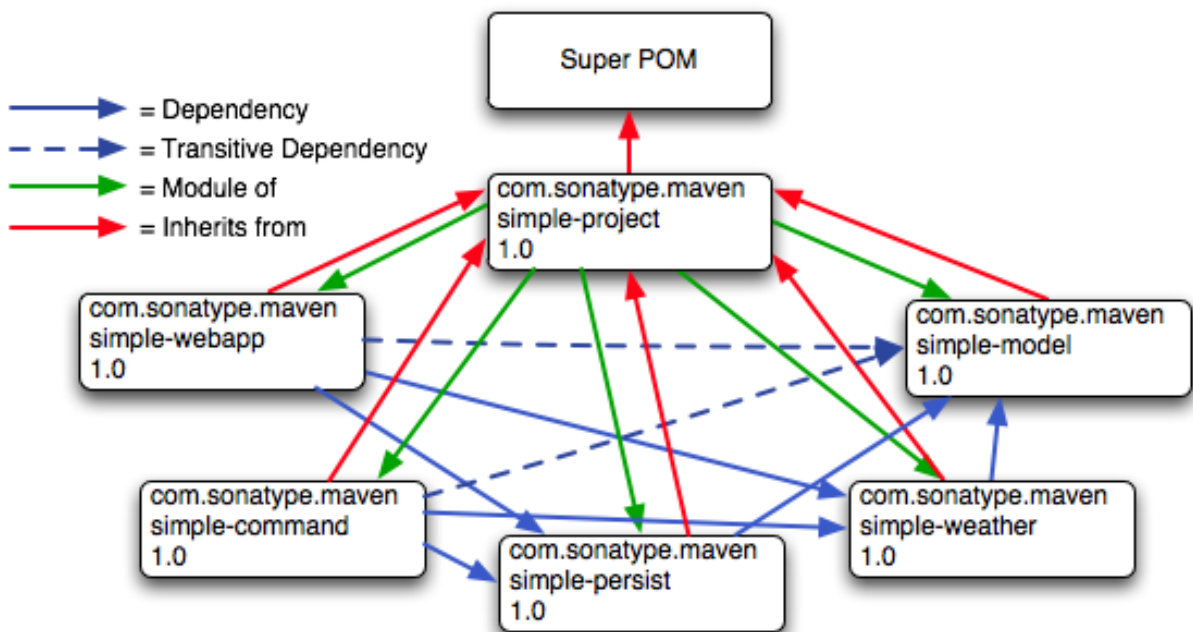 Super POM
= Dependency
= Transitive Dependency
= Module of
= Inherits from
com.sonatype.maven
simple-project
1.0
com.sonatype.maven
simple-webapp
1.0
com.sonatype.maven
simple-model
1.0
com.sonatype.maven
simple-command
1.0
com.sonatype.maven
simple-persist
1.0
com.sonatype.maven
simple-weather
1.0